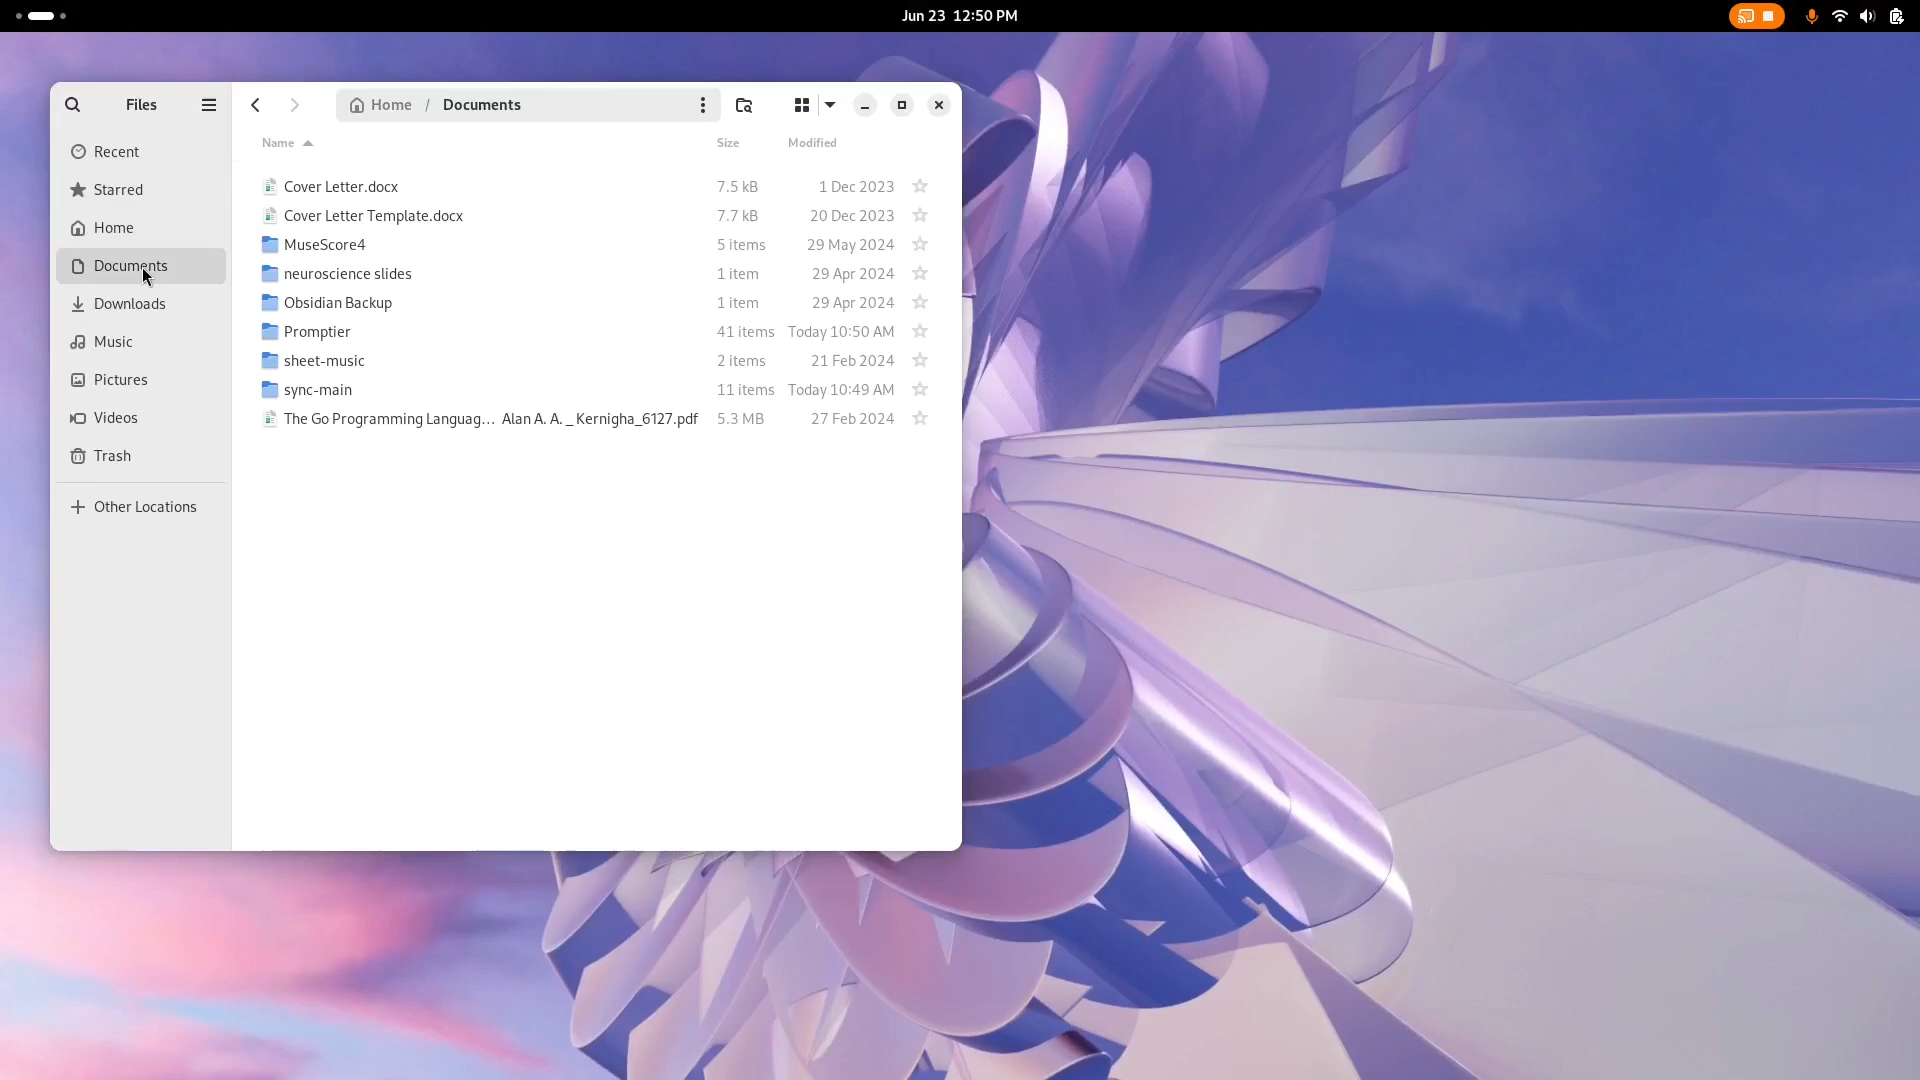 Jun 23 12:50 PM
Files
Home / Documents
Recent
Starred
Home
Documents
Downloads
Music
Pictures
Videos
Trash
Other Locations
Name Size Modified
Cover Letter.docx 7.5 kB 1 Dec 2023
Cover Letter Template.docx 7.7 kB 20 Dec 2023
MuseScore4 5 items 29 May 2024
neuroscience slides 1 item 29 Apr 2024
Obsidian Backup 1 item 29 Apr 2024
Promptier 41 items Today 10:50 AM
sheet-music 2 items 21 Feb 2024
sync-main 11 items Today 10:49 AM
The Go Programming Languag… Alan A. A. _ Kernigha_6127.pdf 5.3 MB 27 Feb 2024